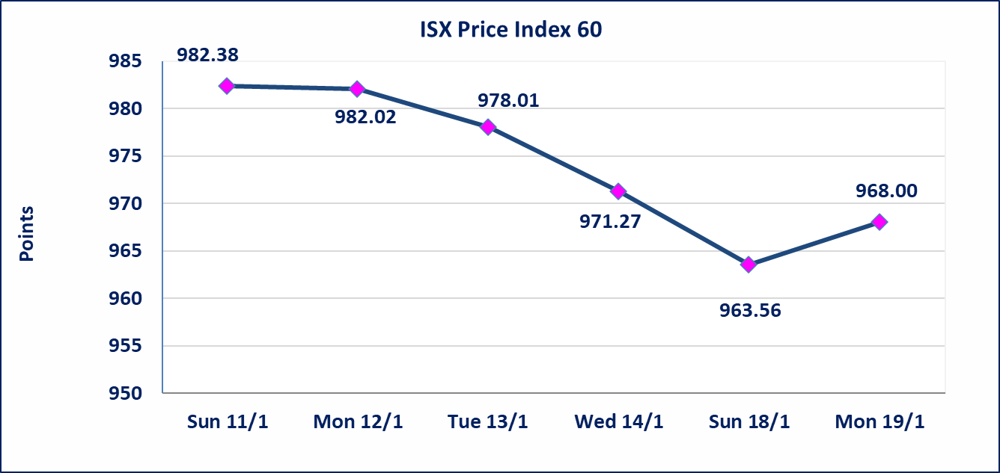 ISX Price Index 60
985
980
975
970
965
960
955
950
Points
982.38
982.02
978.01
971.27
963.56
968.00
Sun 11/1
Mon 12/1
Tue 13/1
Wed 14/1
Sun 18/1
Mon 19/1